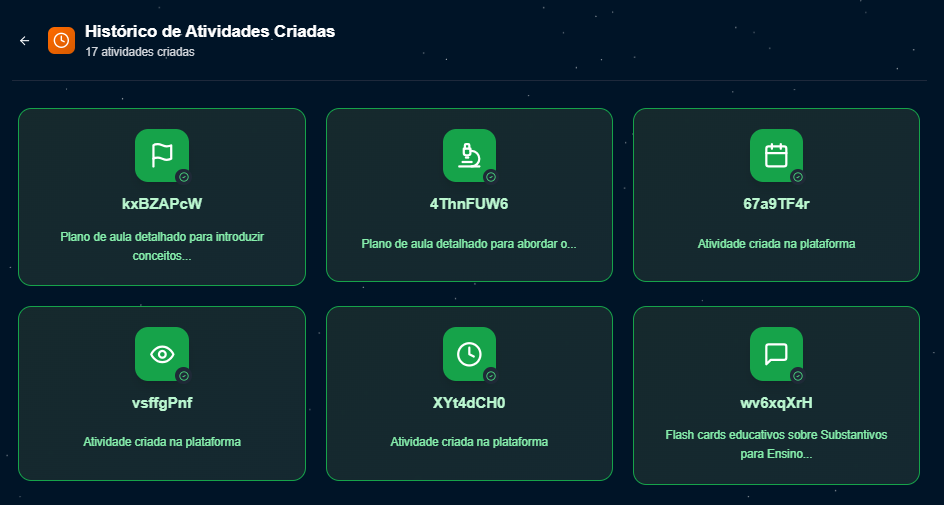 Histórico de Atividades Criadas
17 atividades criadas
kxBZAPcW
Plano de aula detalhado para introduzir
conceitos...
4ThnFUW6
Plano de aula detalhado para abordar o...
67a9TF4r
Atividade criada na plataforma
vsffgPnf
Atividade criada na plataforma
XYt4dCH0
Atividade criada na plataforma
wv6xqXrH
Flash cards educativos sobre Substantivos
para Ensino...